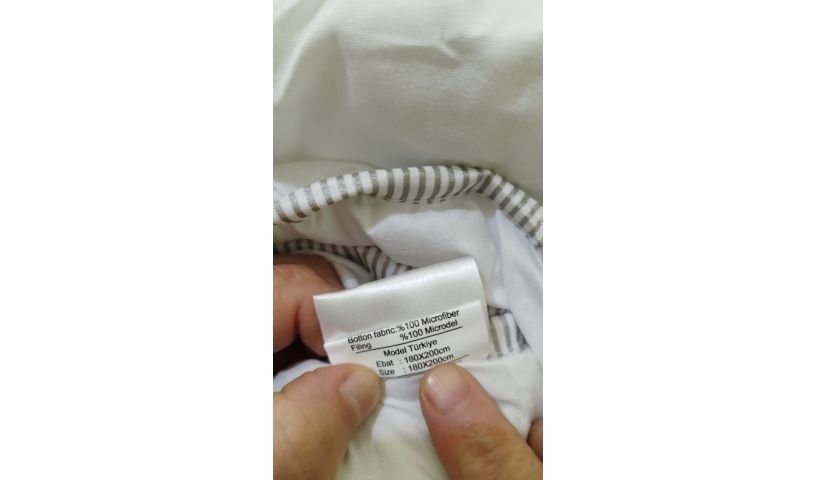 Botton fabric:%100 Microfiber
Filing %100 Microdel
Model Türkiye
Ebat : 180X200cm
Size : 180X200cm